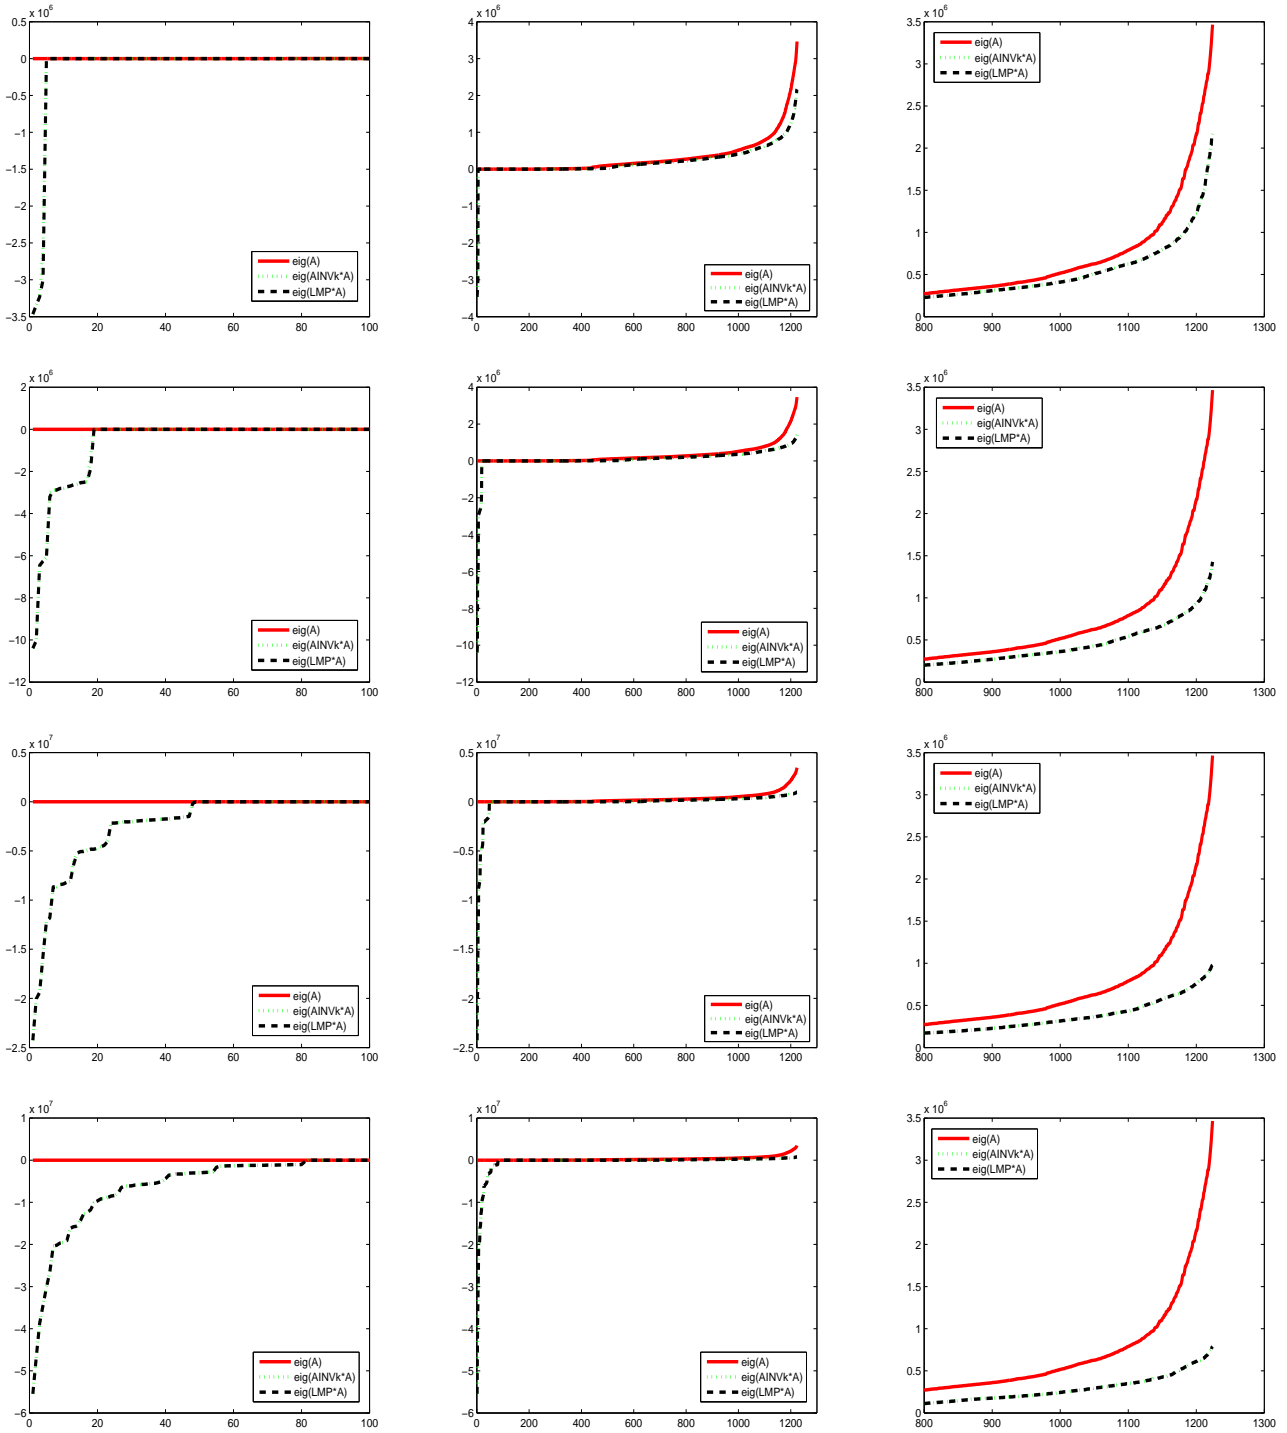 x 10^6
0.5
0
−0.5
−1
−1.5
−2
−2.5
−3
−3.5
0 20 40 60 80 100
eig(A)
eig(AINVk*A)
eig(LMP*A)
x 10^6
4
3
2
1
0
−1
−2
−3
−4
0 200 400 600 800 1000 1200
eig(A)
eig(AINVk*A)
eig(LMP*A)
x 10^6
3.5
3
2.5
2
1.5
1
0.5
0
800 900 1000 1100 1200 1300
eig(A)
eig(AINVk*A)
eig(LMP*A)
x 10^6
2
0
−2
−4
−6
−8
−10
−12
0 20 40 60 80 100
eig(A)
eig(AINVk*A)
eig(LMP*A)
x 10^6
4
2
0
−2
−4
−6
−8
−10
−12
0 200 400 600 800 1000 1200
eig(A)
eig(AINVk*A)
eig(LMP*A)
x 10^6
3.5
3
2.5
2
1.5
1
0.5
0
800 900 1000 1100 1200 1300
eig(A)
eig(AINVk*A)
eig(LMP*A)
x 10^7
0.5
0
−0.5
−1
−1.5
−2
−2.5
0 20 40 60 80 100
eig(A)
eig(AINVk*A)
eig(LMP*A)
x 10^7
0.5
0
−0.5
−1
−1.5
−2
−2.5
0 200 400 600 800 1000 1200
eig(A)
eig(AINVk*A)
eig(LMP*A)
x 10^6
3.5
3
2.5
2
1.5
1
0.5
0
800 900 1000 1100 1200 1300
eig(A)
eig(AINVk*A)
eig(LMP*A)
x 10^7
1
0
−1
−2
−3
−4
−5
−6
0 20 40 60 80 100
eig(A)
eig(AINVk*A)
eig(LMP*A)
x 10^7
1
0
−1
−2
−3
−4
−5
−6
0 200 400 600 800 1000 1200
eig(A)
eig(AINVk*A)
eig(LMP*A)
x 10^6
3.5
3
2.5
2
1.5
1
0.5
0
800 900 1000 1100 1200 1300
eig(A)
eig(AINVk*A)
eig(LMP*A)